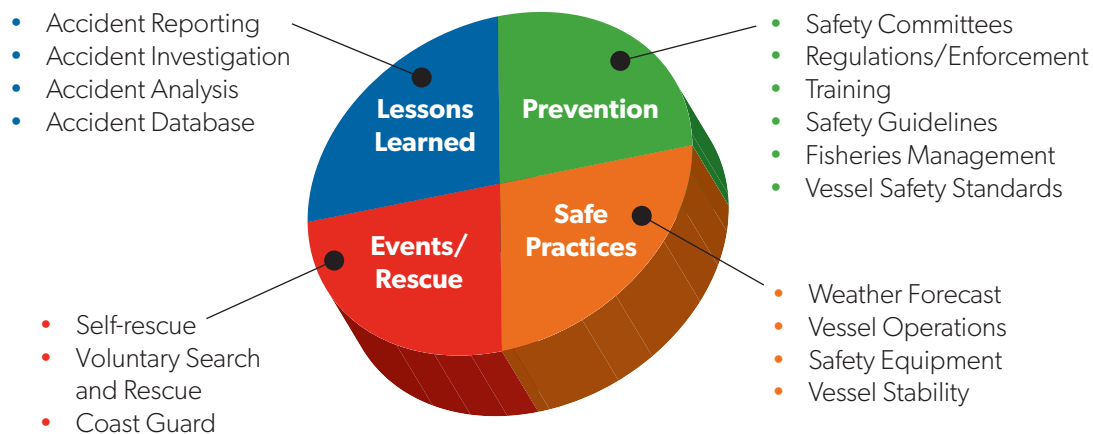 Accident Reporting
Accident Investigation
Accident Analysis
Accident Database
Safety Committees
Regulations/Enforcement
Training
Safety Guidelines
Fisheries Management
Vessel Safety Standards
Lessons
Learned
Prevention
Events/
Rescue
Safe
Practices
Self-rescue
Voluntary Search
and Rescue
Coast Guard
Weather Forecast
Vessel Operations
Safety Equipment
Vessel Stability